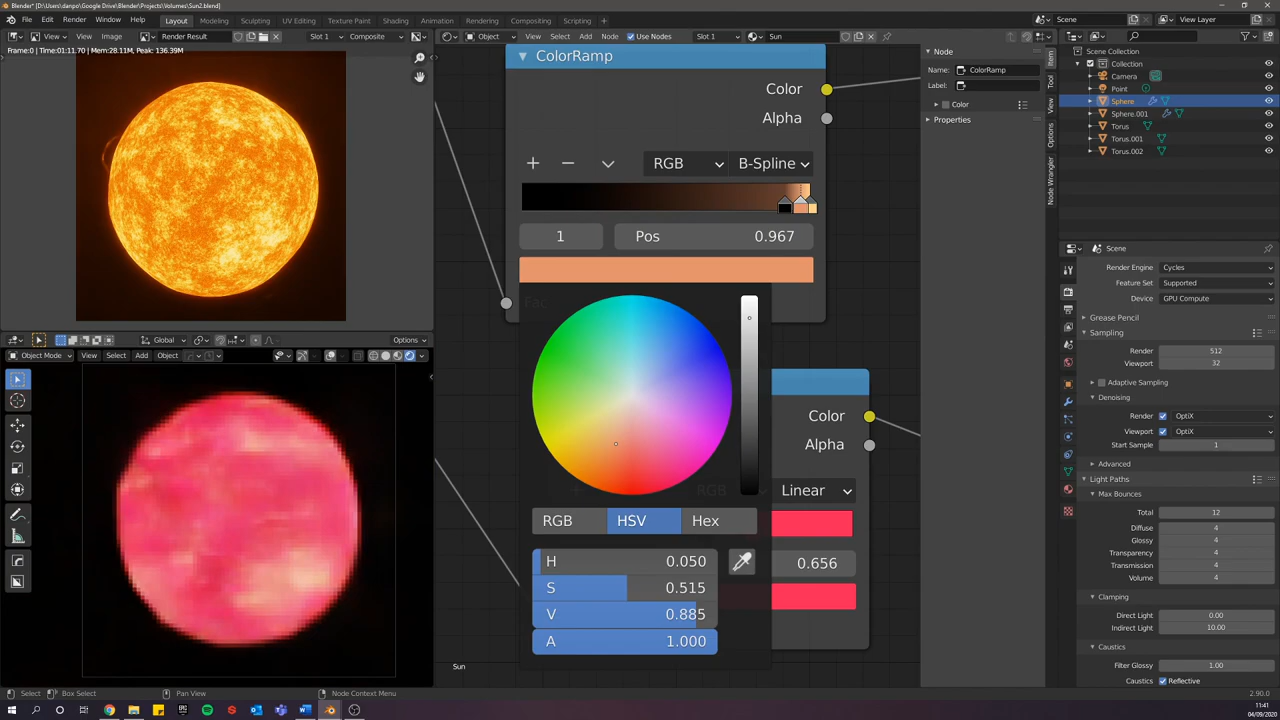 Blender* [D:\Users\danpo\Google Drive\Blender\Projects\Volumes\Sun2.blend]
File Edit Render Window Help
Layout Modeling Sculpting UV Editing Texture Paint Shading Animation Rendering Compositing Scripting
Scene
View Layer
View View Image Render Result Slot 1 Composite
Frame:0 | Time:01:11.70 | Mem:28.11M, Peak: 136.39M
Object View Select Add Node Use Nodes Slot 1 Sun
ColorRamp
Color
Alpha
RGB B-Spline
1 Pos 0.967
Fac
RGB HSV Hex
H 0.050
S 0.515
V 0.885
A 1.000
Color
Alpha
RGB Linear
0.656
Sun
Node
Name: ColorRamp
Label:
Color
Properties
Item
Tool
View
Options
Node Wrangler
Global Options
Object Mode View Select Add Object
Scene Collection
Collection
Camera
Point
Sphere
Sphere.001
Torus
Torus.001
Torus.002
Scene
Render Engine Cycles
Feature Set Supported
Device GPU Compute
Grease Pencil
Sampling
Render 512
Viewport 32
Adaptive Sampling
Denoising
Render OptiX
Viewport OptiX
Start Sample 1
Advanced
Light Paths
Max Bounces
Total 12
Diffuse 4
Glossy 4
Transparency 4
Transmission 4
Volume 4
Clamping
Direct Light 0.00
Indirect Light 10.00
Caustics
Filter Glossy 1.00
Caustics Reflective
Select Box Select Pan View Node Context Menu 2.90.0
11:41
04/09/2020